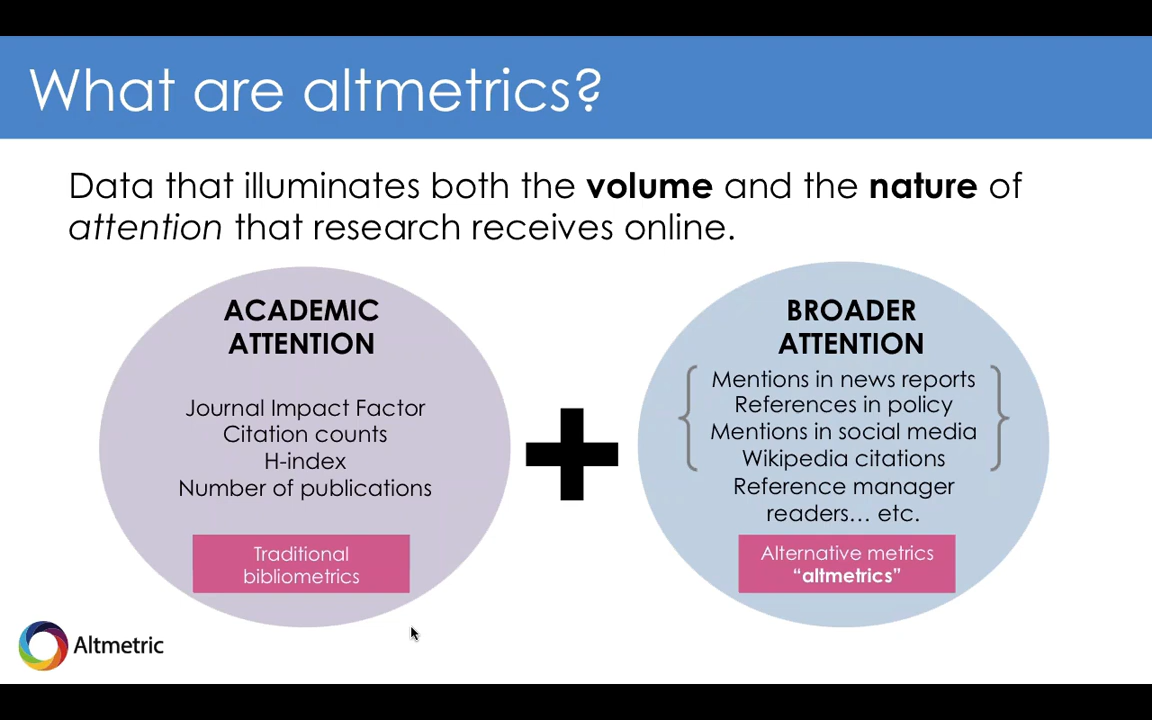 What are altmetrics?
Data that illuminates both the volume and the nature of
attention that research receives online.
ACADEMIC
ATTENTION
Journal Impact Factor
Citation counts
H-index
Number of publications
Traditional
bibliometrics
BROADER
ATTENTION
Mentions in news reports
References in policy
Mentions in social media
Wikipedia citations
Reference manager
readers… etc.
Alternative metrics
“altmetrics”
Altmetric